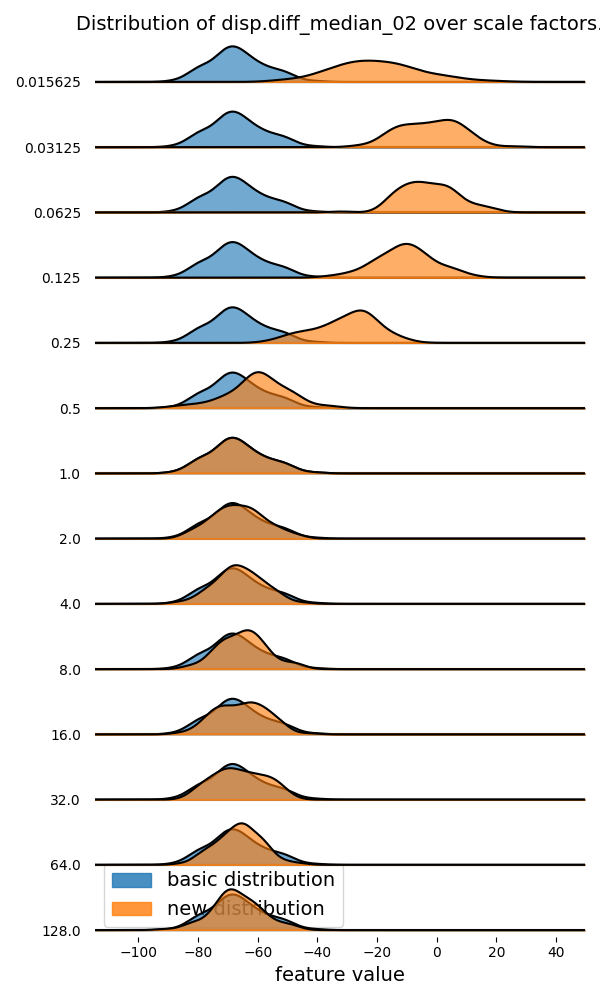 Distribution of disp.diff_median_02 over scale factors.
0.015625
0.03125
0.0625
0.125
0.25
0.5
1.0
2.0
4.0
8.0
16.0
32.0
64.0
basic distribution
new distribution
128.0
−100 −80 −60 −40 −20 0 20 40
feature value